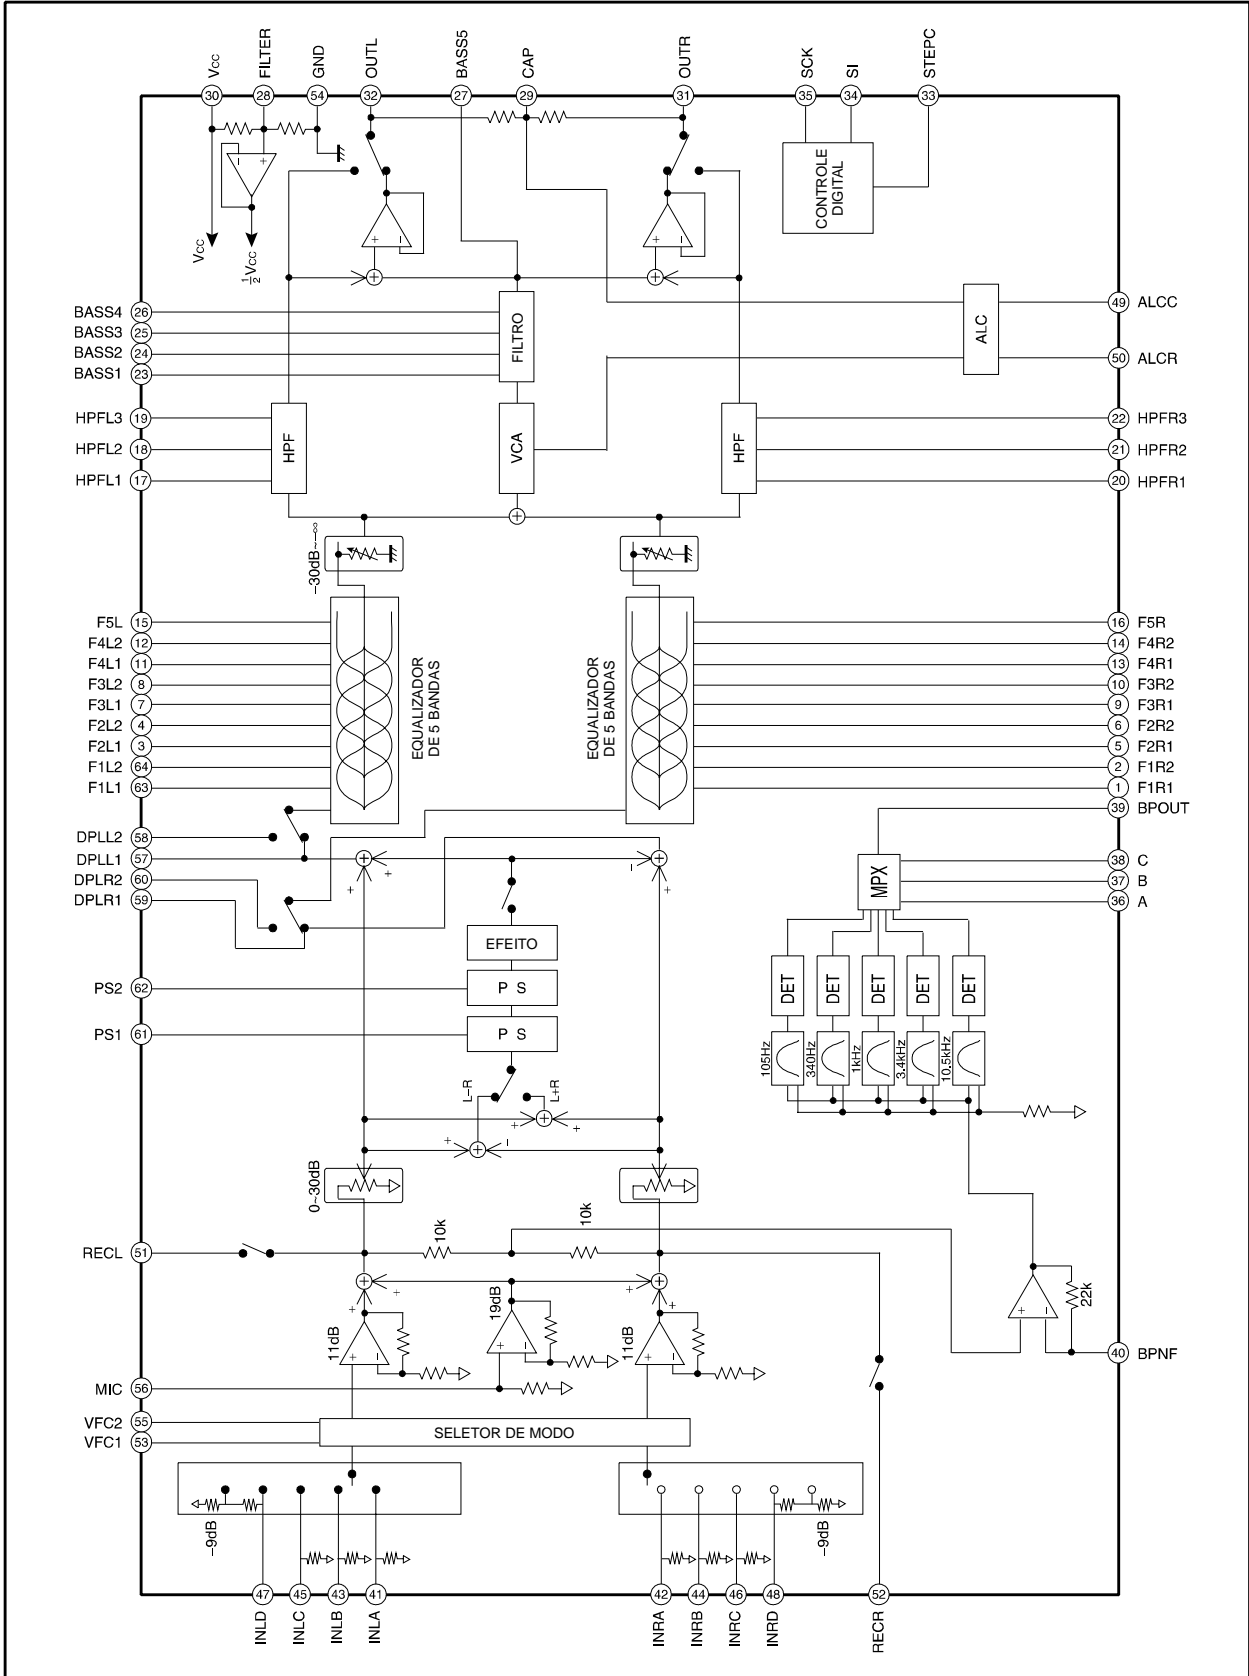 Vcc
FILTER
GND
OUTL
BASS5
CAP
OUTR
SCK
SI
STEPC
30
28
54
32
27
29
31
35
34
33
CONTROLE
DIGITAL
Vcc
½Vcc
BASS4 26
BASS3 25
BASS2 24
BASS1 23
FILTRO
ALC
49 ALCC
50 ALCR
HPFL3 19
HPFL2 18
HPFL1 17
HPF
VCA
HPF
22 HPFR3
21 HPFR2
20 HPFR1
–30dB~–∞
F5L 15
F4L2 12
F4L1 11
F3L2 8
F3L1 7
F2L2 4
F2L1 3
F1L2 64
F1L1 63
EQUALIZADOR
DE 5 BANDAS
EQUALIZADOR
DE 5 BANDAS
16 F5R
14 F4R2
13 F4R1
10 F3R2
9 F3R1
6 F2R2
5 F2R1
2 F1R2
1 F1R1
39 BPOUT
DPLL2 58
DPLL1 57
DPLR2 60
DPLR1 59
MPX
38 C
37 B
36 A
EFEITO
PS2 62
P S
PS1 61
P S
DET
DET
DET
DET
DET
105Hz
340Hz
1kHz
3.4kHz
10.5kHz
L–R
L+R
0~30dB
RECL 51
10k
10k
11dB
19dB
11dB
22k
40 BPNF
MIC 56
VFC2 55
VFC1 53
SELETOR DE MODO
–9dB
–9dB
47
45
43
41
42
44
46
48
52
INLD
INLC
INLB
INLA
INRA
INRB
INRC
INRD
RECR